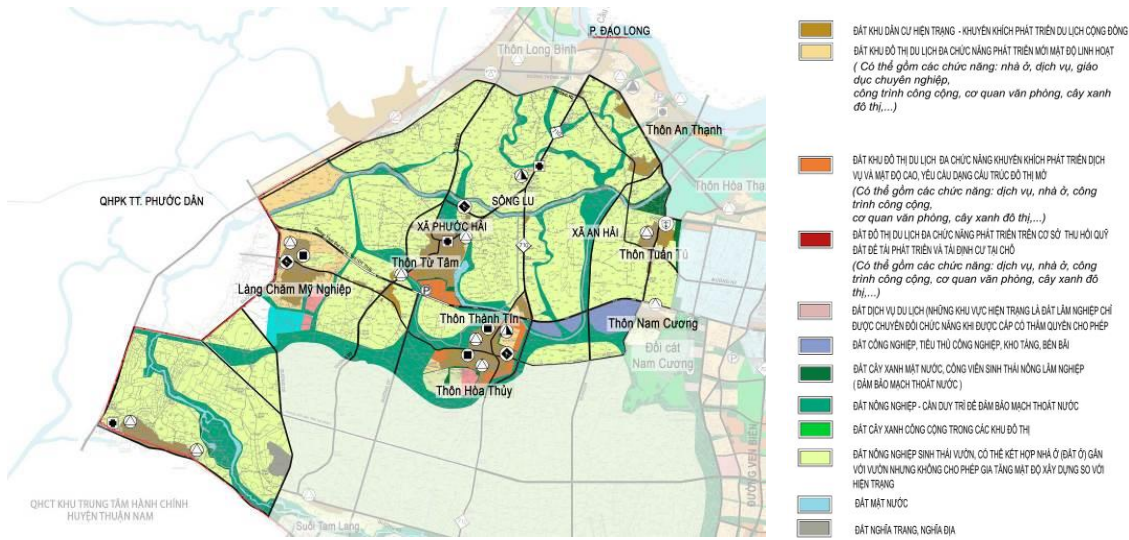 P. ĐẠO LONG
Thôn Long Bình
Thôn An Thạnh
Thôn Hòa Thạ
QHPK TT. PHƯỚC DÂN
SÔNG LU
XÃ PHƯỚC HẢI
XÃ AN HẢI
Thôn Từ Tâm
Thôn Tuấn Tú
Làng Chăm Mỹ Nghiệp
710
Thôn Thành Tín
Thôn Nam Cương
Đồi cát
Nam Cương
Thôn Hòa Thủy
ĐƯỜNG VEN BIỂN
QHCT KHU TRUNG TÂM HÀNH CHÍNH
HUYỆN THUẬN NAM
Suối Tam Lang
ĐẤT KHU DÂN CƯ HIỆN TRẠNG - KHUYẾN KHÍCH PHÁT TRIỂN DU LỊCH CỘNG ĐỒNG
ĐẤT KHU ĐÔ THỊ DU LỊCH ĐA CHỨC NĂNG PHÁT TRIỂN MỚI MẬT ĐỘ LINH HOẠT
( Có thể gồm các chức năng: nhà ở, dịch vụ, giáo
dục chuyên nghiệp,
công trình công cộng, cơ quan văn phòng, cây xanh
đô thị,...)
ĐẤT KHU ĐÔ THỊ DU LỊCH ĐA CHỨC NĂNG KHUYẾN KHÍCH PHÁT TRIỂN DỊCH
VỤ VÀ MẬT ĐỘ CAO, YÊU CẦU DẠNG CẤU TRÚC ĐÔ THỊ MỞ
(Có thể gồm các chức năng: dịch vụ, nhà ở, công
trình công cộng,
cơ quan văn phòng, cây xanh đô thị,...)
ĐẤT ĐÔ THỊ DU LỊCH ĐA CHỨC NĂNG PHÁT TRIỂN TRÊN CƠ SỞ THU HỒI QUỸ
ĐẤT ĐỂ TÁI PHÁT TRIỂN VÀ TÁI ĐỊNH CƯ TẠI CHỖ
(Có thể gồm các chức năng: dịch vụ, nhà ở, công
trình công cộng, cơ quan văn phòng, cây xanh đô
thị,...)
ĐẤT DỊCH VỤ DU LỊCH (NHỮNG KHU VỰC HIỆN TRẠNG LÀ ĐẤT LÂM NGHIỆP CHỈ
ĐƯỢC CHUYỂN ĐỔI CHỨC NĂNG KHI ĐƯỢC CẤP CÓ THẨM QUYỀN CHO PHÉP
ĐẤT CÔNG NGHIỆP, TIỂU THỦ CÔNG NGHIỆP, KHO TÀNG, BẾN BÃI
ĐẤT CÂY XANH MẶT NƯỚC, CÔNG VIÊN SINH THÁI NÔNG LÂM NGHIỆP
( ĐẢM BẢO MẠCH THOÁT NƯỚC )
ĐẤT NÔNG NGHIỆP - CẦN DUY TRÌ ĐỂ ĐẢM BẢO MẠCH THOÁT NƯỚC
ĐẤT CÂY XANH CÔNG CỘNG TRONG CÁC KHU ĐÔ THỊ
ĐẤT NÔNG NGHIỆP SINH THÁI VƯỜN, CÓ THỂ KẾT HỢP NHÀ Ở (ĐẤT Ở) GẮN
VỚI VƯỜN NHƯNG KHÔNG CHO PHÉP GIA TĂNG MẬT ĐỘ XÂY DỰNG SO VỚI
HIỆN TRẠNG
ĐẤT MẶT NƯỚC
ĐẤT NGHĨA TRANG, NGHĨA ĐỊA